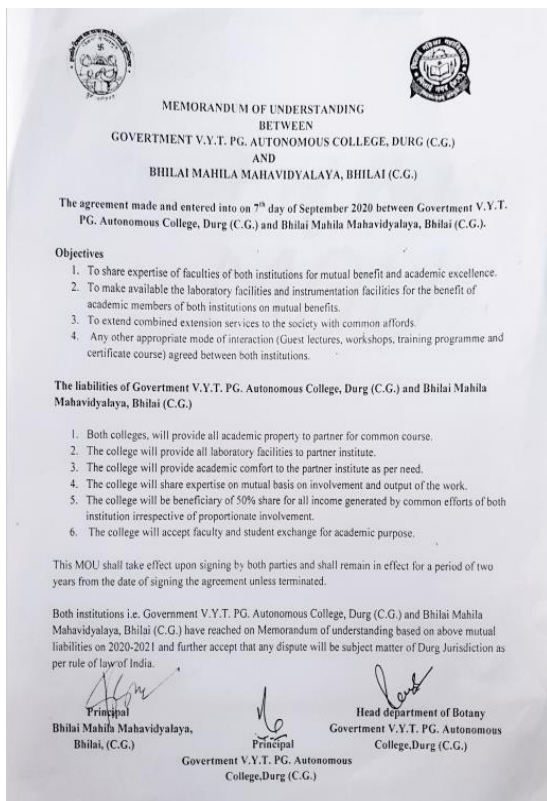 MEMORANDUM OF UNDERSTANDING
BETWEEN
GOVERTMENT V.Y.T. PG. AUTONOMOUS COLLEGE, DURG (C.G.)
AND
BHILAI MAHILA MAHAVIDYALAYA, BHILAI (C.G.)
The agreement made and entered into on 7th day of September 2020 between Govertment V.Y.T.
PG. Autonomous College, Durg (C.G.) and Bhilai Mahila Mahavidyalaya, Bhilai (C.G.).
Objectives
1. To share expertise of faculties of both institutions for mutual benefit and academic excellence.
2. To make available the laboratory facilities and instrumentation facilities for the benefit of
academic members of both institutions on mutual benefits.
3. To extend combined extension services to the society with common affords.
4. Any other appropriate mode of interaction (Guest lectures, workshops, training programme and
certificate course) agreed between both institutions.
The liabilities of Govertment V.Y.T. PG. Autonomous College, Durg (C.G.) and Bhilai Mahila
Mahavidyalaya, Bhilai (C.G.)
1. Both colleges, will provide all academic property to partner for common course.
2. The college will provide all laboratory facilities to partner institute.
3. The college will provide academic comfort to the partner institute as per need.
4. The college will share expertise on mutual basis on involvement and output of the work.
5. The college will be beneficiary of 50% share for all income generated by common efforts of both
institution irrespective of proportionate involvement.
6. The college will accept faculty and student exchange for academic purpose.
This MOU shall take effect upon signing by both parties and shall remain in effect for a period of two
years from the date of signing the agreement unless terminated.
Both institutions i.e. Government V.Y.T. PG. Autonomous College, Durg (C.G.) and Bhilai Mahila
Mahavidyalaya, Bhilai (C.G.) have reached on Memorandum of understanding based on above mutual
liabilities on 2020-2021 and further accept that any dispute will be subject matter of Durg Jurisdiction as
per rule of law of India.
Principal
Bhilai Mahila Mahavidyalaya,
Bhilai, (C.G.)
Principal
Govertment V.Y.T. PG. Autonomous
College,Durg (C.G.)
Head department of Botany
Govertment V.Y.T. PG. Autonomous
College,Durg (C.G.)